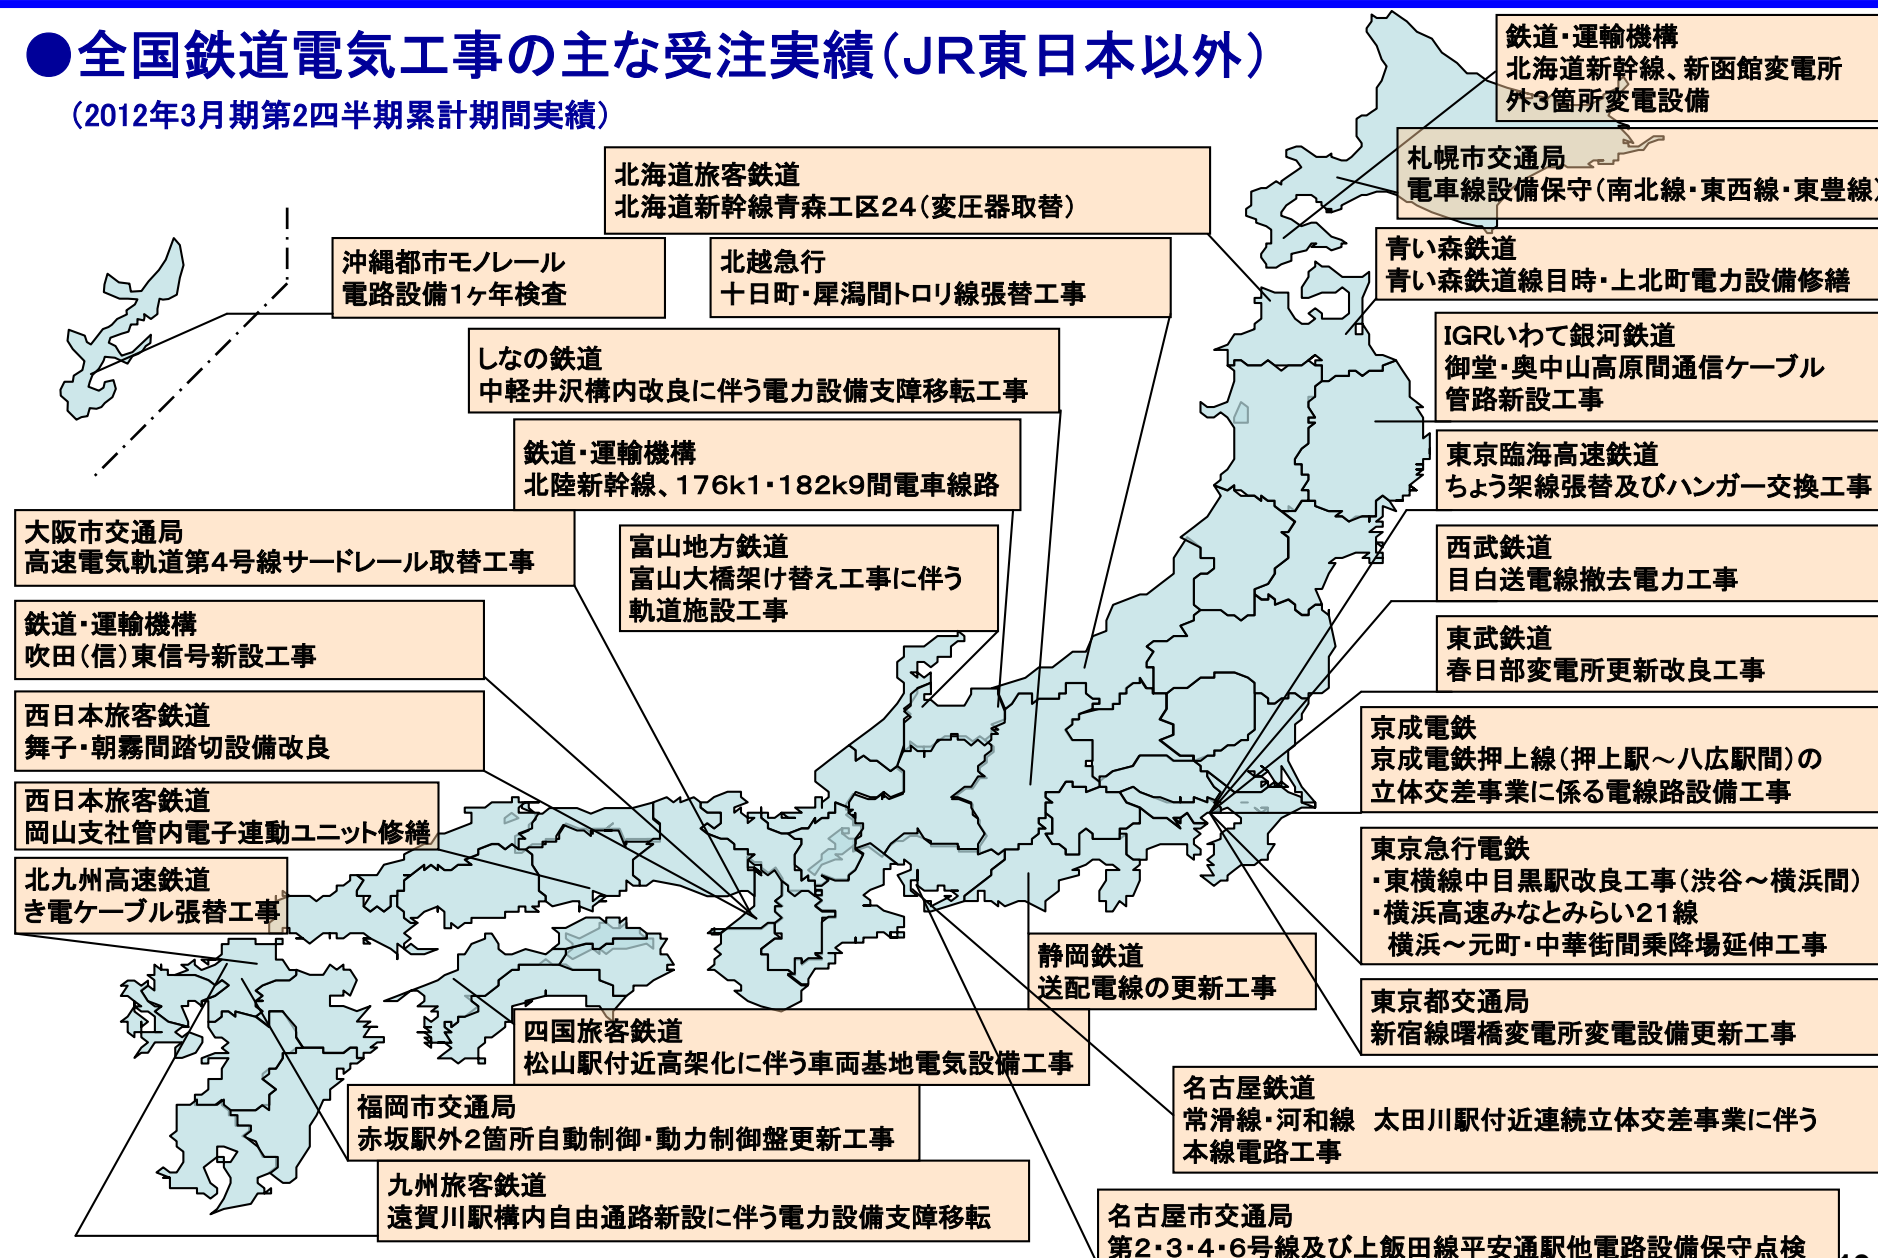 ●全国鉄道電気工事の主な受注実績(JR東日本以外)
(2012年3月期第2四半期累計期間実績)
鉄道・運輸機構
北海道新幹線、新函館変電所
外3箇所変電設備
札幌市交通局
電車線設備保守(南北線・東西線・東豊線)
北海道旅客鉄道
北海道新幹線青森工区24(変圧器取替)
青い森鉄道
青い森鉄道線目時・上北町電力設備修繕
沖縄都市モノレール
電路設備1ヶ年検査
北越急行
十日町・犀潟間トロリ線張替工事
IGRいわて銀河鉄道
御堂・奥中山高原間通信ケーブル
管路新設工事
しなの鉄道
中軽井沢構内改良に伴う電力設備支障移転工事
鉄道・運輸機構
北陸新幹線、176k1・182k9間電車線路
東京臨海高速鉄道
ちょう架線張替及びハンガー交換工事
大阪市交通局
高速電気軌道第4号線サードレール取替工事
富山地方鉄道
富山大橋架け替え工事に伴う
軌道施設工事
西武鉄道
目白送電線撤去電力工事
鉄道・運輸機構
吹田(信)東信号新設工事
東武鉄道
春日部変電所更新改良工事
西日本旅客鉄道
舞子・朝霧間踏切設備改良
京成電鉄
京成電鉄押上線(押上駅~八広駅間)の
立体交差事業に係る電線路設備工事
西日本旅客鉄道
岡山支社管内電子連動ユニット修繕
東京急行電鉄
・東横線中目黒駅改良工事(渋谷~横浜間)
・横浜高速みなとみらい21線
横浜~元町・中華街間乗降場延伸工事
北九州高速鉄道
き電ケーブル張替工事
静岡鉄道
送配電線の更新工事
東京都交通局
新宿線曙橋変電所変電設備更新工事
四国旅客鉄道
松山駅付近高架化に伴う車両基地電気設備工事
名古屋鉄道
常滑線・河和線 太田川駅付近連続立体交差事業に伴う
本線電路工事
福岡市交通局
赤坂駅外2箇所自動制御・動力制御盤更新工事
九州旅客鉄道
遠賀川駅構内自由通路新設に伴う電力設備支障移転
名古屋市交通局
第2・3・4・6号線及び上飯田線平安通駅他電路設備保守点検